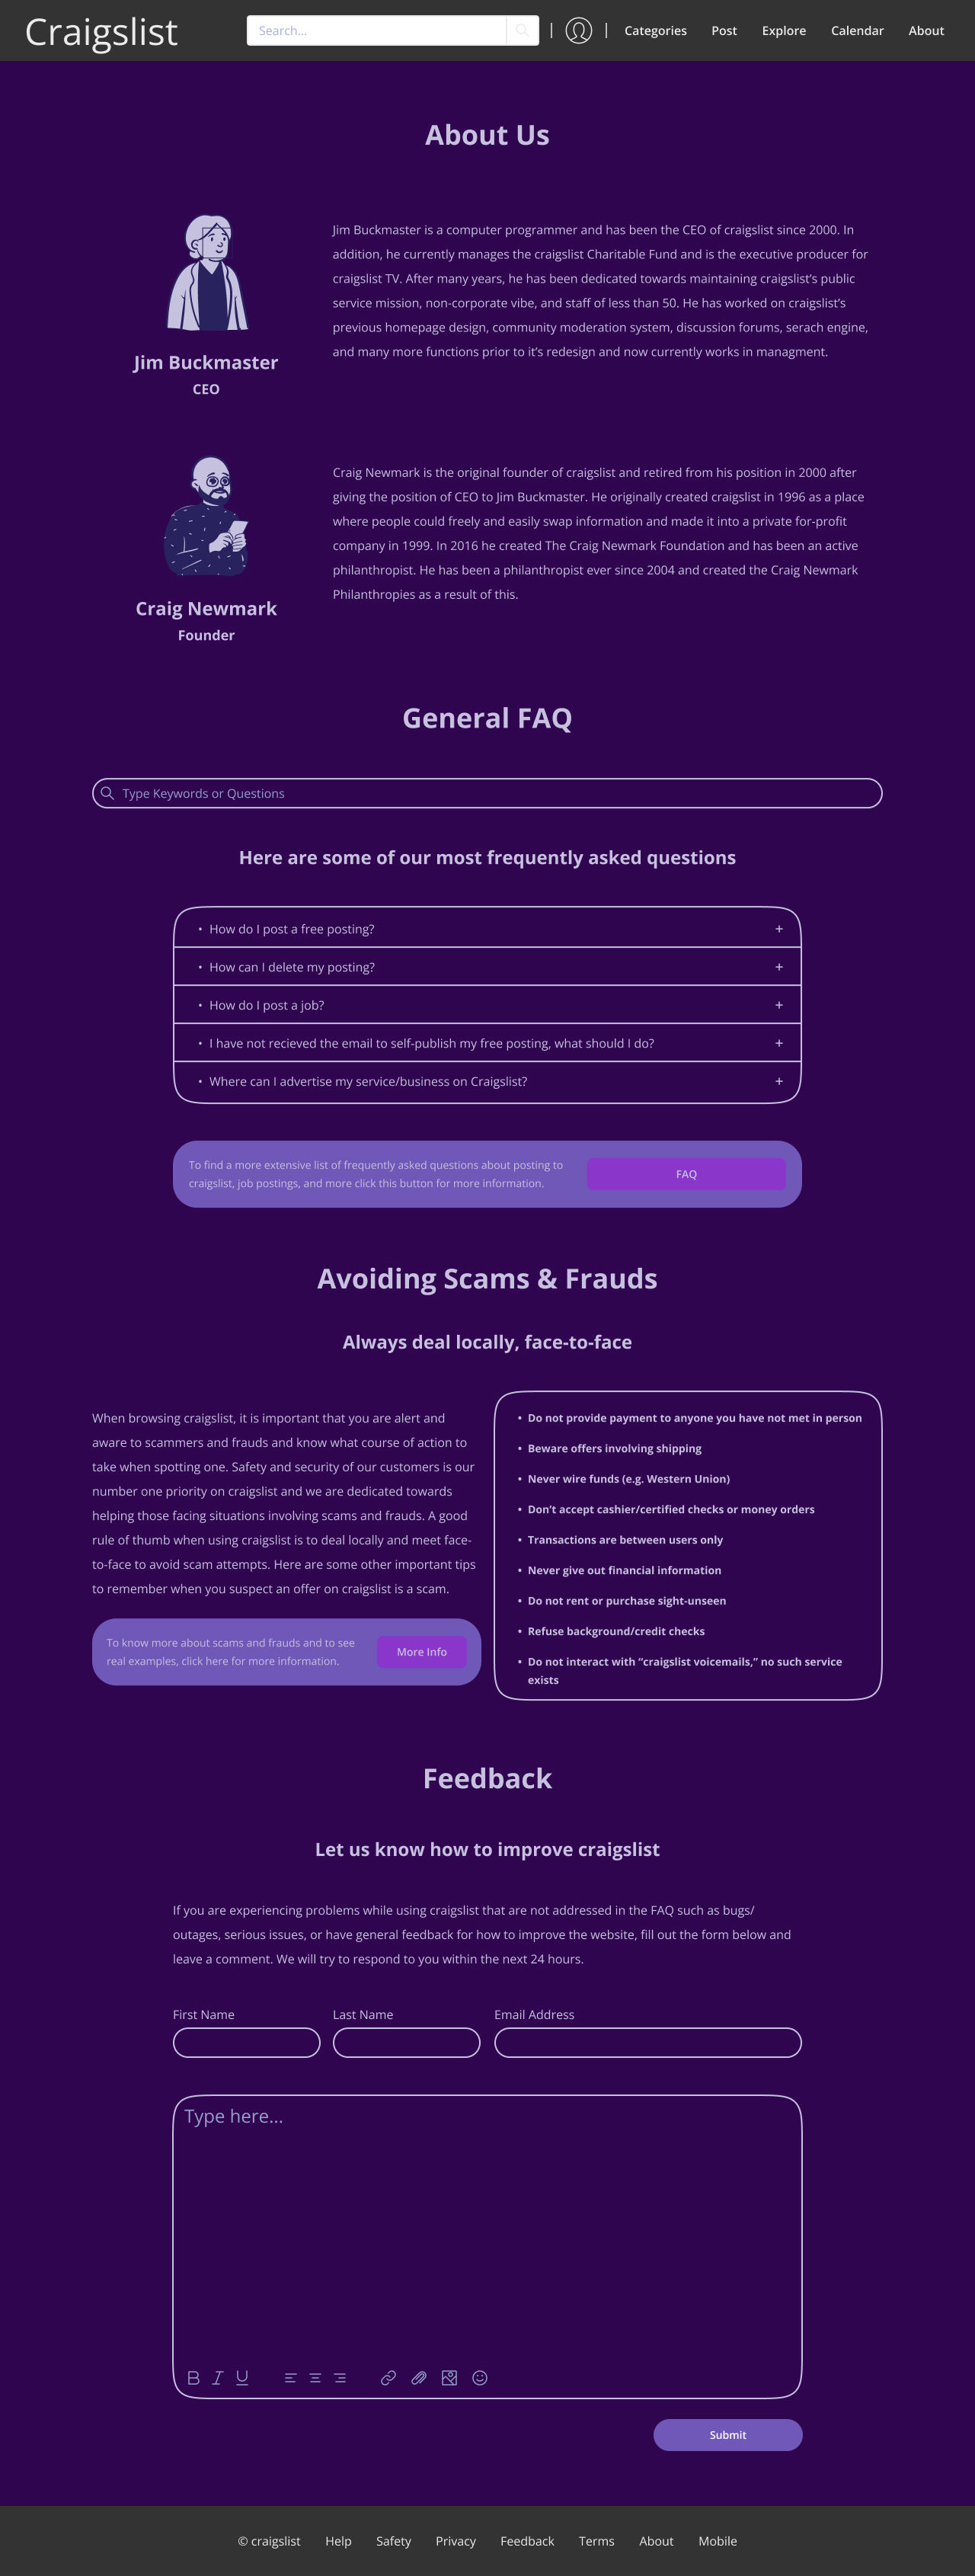 Craigslist
Search...
Categories
Post
Explore
Calendar
About
About Us
Jim Buckmaster is a computer programmer and has been the CEO of craigslist since 2000. In
addition, he currently manages the craigslist Charitable Fund and is the executive producer for
craigslist TV. After many years, he has been dedicated towards maintaining craigslist's public
service mission, non-corporate vibe, and staff of less than 50. He has worked on craigslist's
previous homepage design, community moderation system, discussion forums, serach engine,
and many more functions prior to it's redesign and now currently works in managment.
Jim Buckmaster
CEO
Craig Newmark is the original founder of craigslist and retired from his position in 2000 after
giving the position of CEO to Jim Buckmaster. He originally created craigslist in 1996 as a place
where people could freely and easily swap information and made it into a private for-profit
company in 1999. In 2016 he created The Craig Newmark Foundation and has been an active
philanthropist. He has been a philanthropist ever since 2004 and created the Craig Newmark
Philanthropies as a result of this.
Craig Newmark
Founder
General FAQ
Type Keywords or Questions
Here are some of our most frequently asked questions
• How do I post a free posting? +
• How can I delete my posting? +
• How do I post a job? +
• I have not recieved the email to self-publish my free posting, what should I do? +
• Where can I advertise my service/business on Craigslist? +
To find a more extensive list of frequently asked questions about posting to
craigslist, job postings, and more click this button for more information.
FAQ
Avoiding Scams & Frauds
Always deal locally, face-to-face
When browsing craigslist, it is important that you are alert and
aware to scammers and frauds and know what course of action to
take when spotting one. Safety and security of our customers is our
number one priority on craigslist and we are dedicated towards
helping those facing situations involving scams and frauds. A good
rule of thumb when using craigslist is to deal locally and meet face-
to-face to avoid scam attempts. Here are some other important tips
to remember when you suspect an offer on craigslist is a scam.
To know more about scams and frauds and to see
real examples, click here for more information.
More Info
• Do not provide payment to anyone you have not met in person
• Beware offers involving shipping
• Never wire funds (e.g. Western Union)
• Don't accept cashier/certified checks or money orders
• Transactions are between users only
• Never give out financial information
• Do not rent or purchase sight-unseen
• Refuse background/credit checks
• Do not interact with "craigslist voicemails," no such service
exists
Feedback
Let us know how to improve craigslist
If you are experiencing problems while using craigslist that are not addressed in the FAQ such as bugs/
outages, serious issues, or have general feedback for how to improve the website, fill out the form below and
leave a comment. We will try to respond to you within the next 24 hours.
First Name
Last Name
Email Address
Type here...
B I U
Submit
© craigslist
Help
Safety
Privacy
Feedback
Terms
About
Mobile